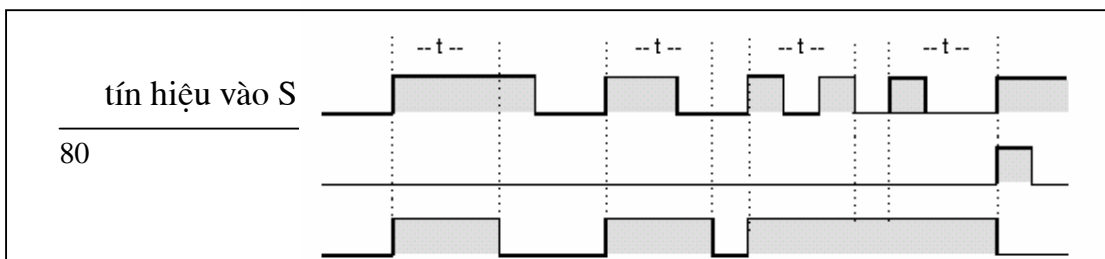 -- t -- -- t -- -- t -- -- t --
tín hiệu vào S
80